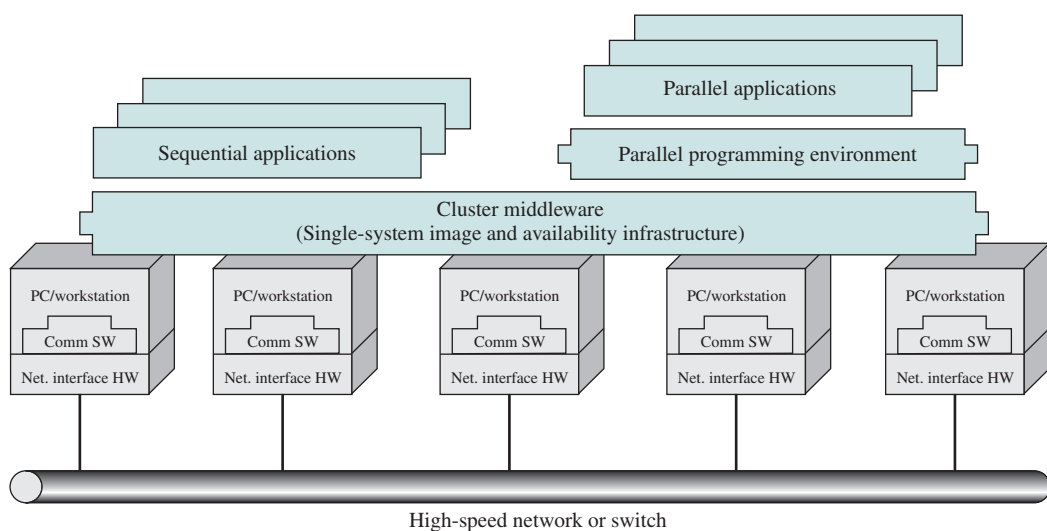 Parallel applications
Sequential applications
Parallel programming environment
Cluster middleware
(Single-system image and availability infrastructure)
PC/workstation
Comm SW
Net. interface HW
PC/workstation
Comm SW
Net. interface HW
PC/workstation
Comm SW
Net. interface HW
PC/workstation
Comm SW
Net. interface HW
PC/workstation
Comm SW
Net. interface HW
High-speed network or switch